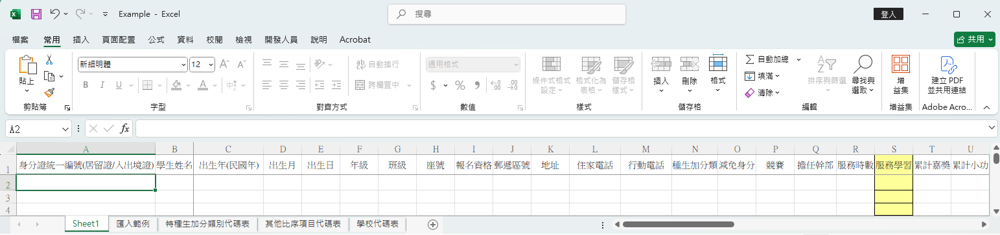 Example - Excel
搜尋
登入
檔案 常用 插入 頁面配置 公式 資料 校閱 檢視 開發人員 說明 Acrobat
共用
貼上
剪貼簿
新細明體 12
B I U A
字型
ab 自動換行
跨欄置中
對齊方式
通用格式
$ % 9
數值
條件式格式
設定
格式化為
表格
儲存格
樣式
樣式
插入
刪除
格式
儲存格
Σ 自動加總
填滿
清除
排序與篩選
尋找與
選取
編輯
增
益集
增益集
建立 PDF
並共用連結
Adobe Acro...
A2
fx
A B C D E F G H I J K L M N O P Q R S T U
1 身分證統一編號(居留證/入出境證) 學生姓名 出生年(民國年) 出生月 出生日 年級 班級 座號 報名資格 郵遞區號 地址 住家電話 行動電話 種生加分類 減免身分 競賽 擔任幹部 服務時數 服務學習 累計嘉獎 累計小功
2
3
4
Sheet1 匯入範例 特種生加分類別代碼表 其他比序項目代碼表 學校代碼表